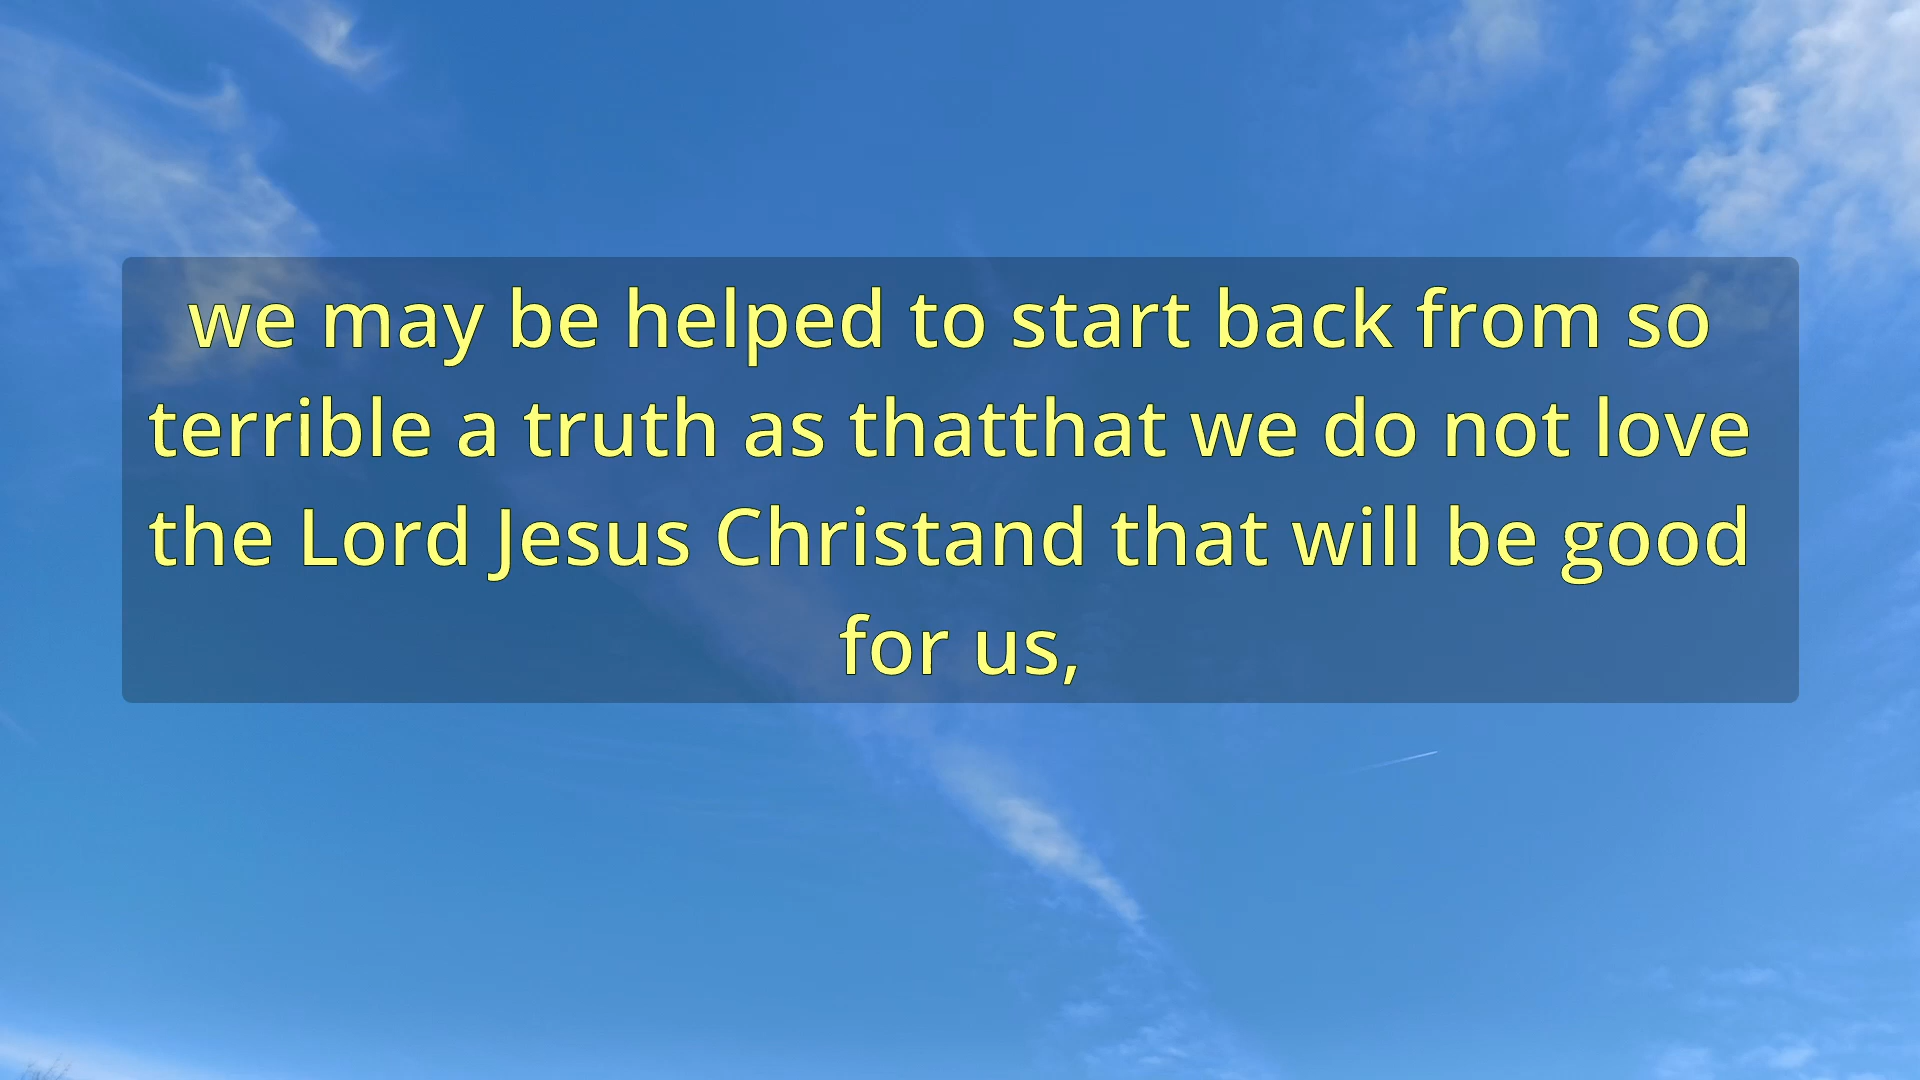 we may be helped to start back from so
terrible a truth as thatthat we do not love
the Lord Jesus Christand that will be good
for us,